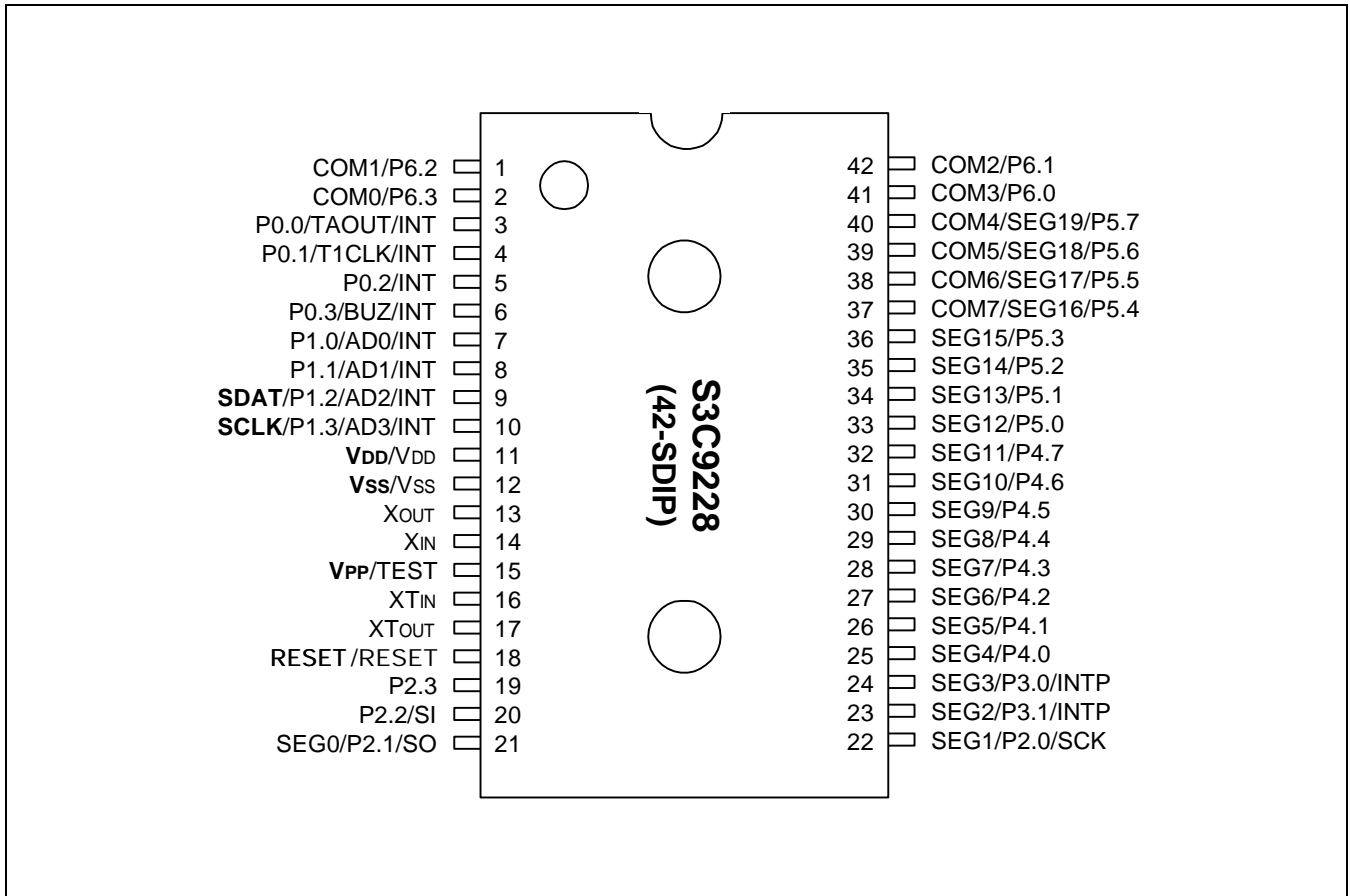 COM1/P6.2 1
COM0/P6.3 2
P0.0/TAOUT/INT 3
P0.1/T1CLK/INT 4
P0.2/INT 5
P0.3/BUZ/INT 6
P1.0/AD0/INT 7
P1.1/AD1/INT 8
SDAT/P1.2/AD2/INT 9
SCLK/P1.3/AD3/INT 10
VDD/VDD 11
VSS/VSS 12
XOUT 13
XIN 14
VPP/TEST 15
XTIN 16
XTOUT 17
RESET/RESET 18
P2.3 19
P2.2/SI 20
SEG0/P2.1/SO 21
S3C9228
(42-SDIP)
42 COM2/P6.1
41 COM3/P6.0
40 COM4/SEG19/P5.7
39 COM5/SEG18/P5.6
38 COM6/SEG17/P5.5
37 COM7/SEG16/P5.4
36 SEG15/P5.3
35 SEG14/P5.2
34 SEG13/P5.1
33 SEG12/P5.0
32 SEG11/P4.7
31 SEG10/P4.6
30 SEG9/P4.5
29 SEG8/P4.4
28 SEG7/P4.3
27 SEG6/P4.2
26 SEG5/P4.1
25 SEG4/P4.0
24 SEG3/P3.0/INTP
23 SEG2/P3.1/INTP
22 SEG1/P2.0/SCK